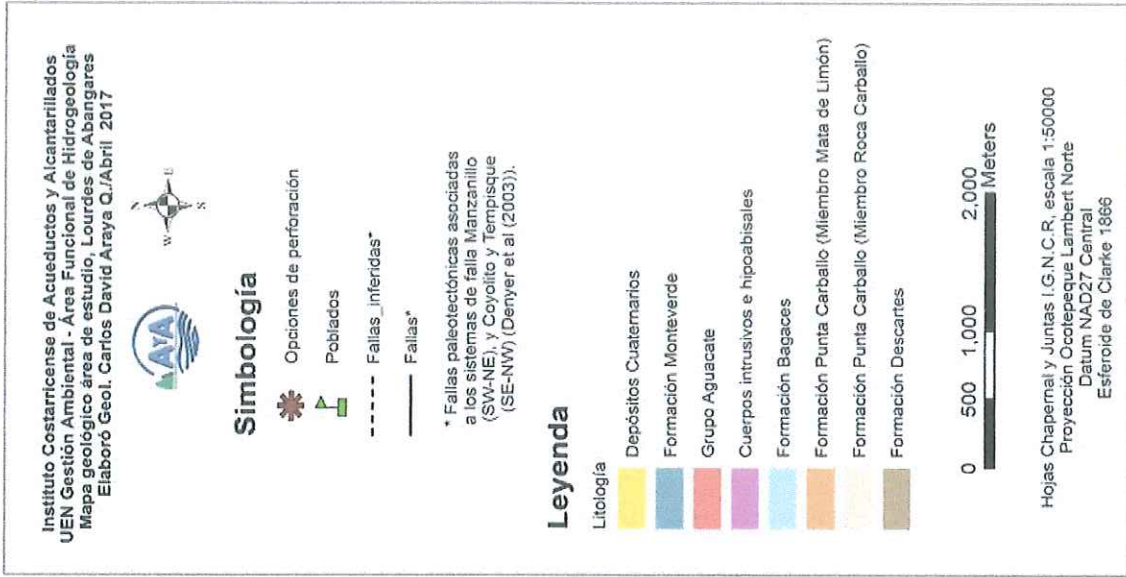 Instituto Costarricense de Acueductos y Alcantarillados
UEN Gestión Ambiental - Área Funcional de Hidrogeología
Mapa geológico área de estudio, Lourdes de Abangares
Elaboró Geol. Carlos David Araya Q./Abril 2017
AyA
N
W E
S
Simbología
Opciones de perforación
Poblados
Fallas_inferidas*
Fallas*
* Fallas paleotectónicas asociadas
a los sistemas de falla Manzanillo
(SW-NE), y Coyolito y Tempisque
(SE-NW) (Denyer et al (2003)).
Leyenda
Litología
Depósitos Cuaternarios
Formación Monteverde
Grupo Aguacate
Cuerpos intrusivos e hipoabisales
Formación Bagaces
Formación Punta Carballo (Miembro Mata de Limón)
Formación Punta Carballo (Miembro Roca Carballo)
Formación Descartes
0 500 1,000 2,000
Meters
Hojas Chapernal y Juntas I.G.N.C.R, escala 1:50000
Proyección Ocotepeque Lambert Norte
Datum NAD27 Central
Esferoide de Clarke 1866